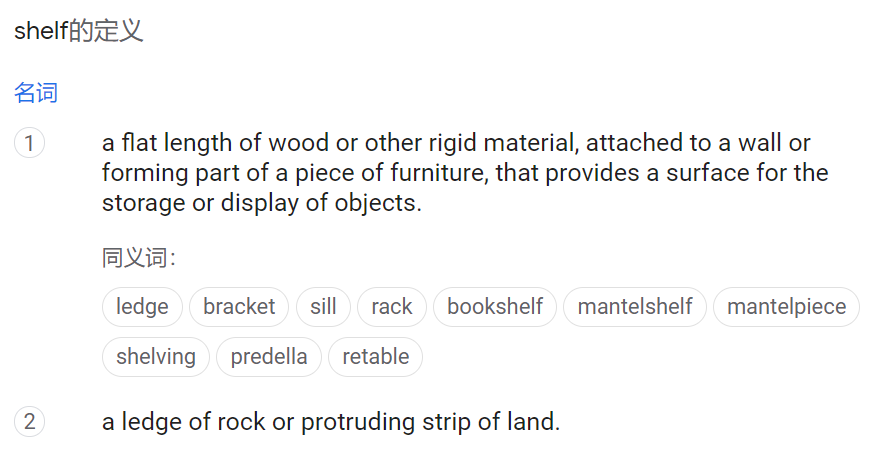 shelf的定义
名词
1
a flat length of wood or other rigid material, attached to a wall or
forming part of a piece of furniture, that provides a surface for the
storage or display of objects.
同义词：
ledge bracket sill rack bookshelf mantelshelf mantelpiece
shelving predella retable
2
a ledge of rock or protruding strip of land.